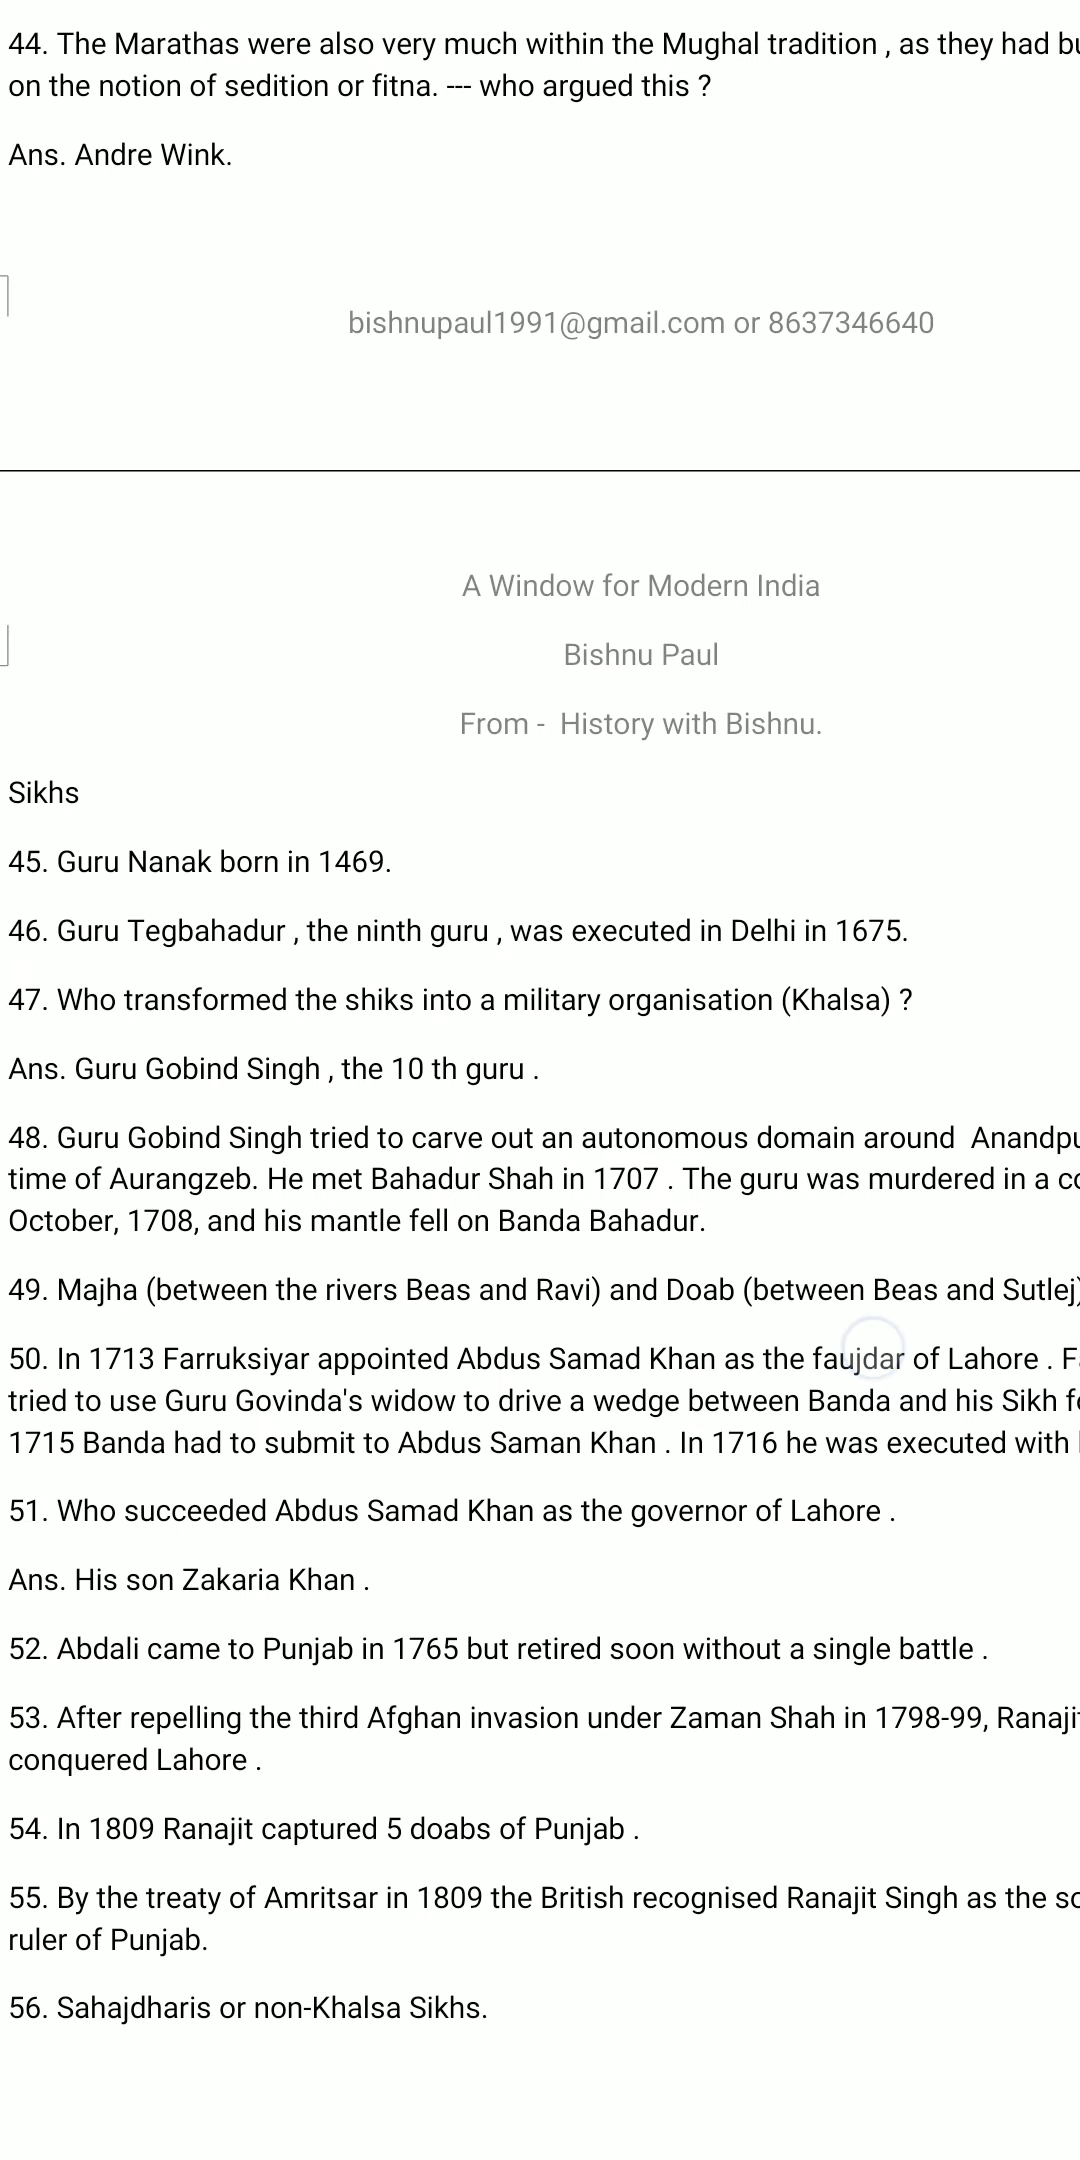 44. The Marathas were also very much within the Mughal tradition , as they had
on the notion of sedition or fitna. --- who argued this ?
Ans. Andre Wink.
bishnupaul1991@gmail.com or 8637346640
A Window for Modern India
Bishnu Paul
From -  History with Bishnu.
Sikhs
45. Guru Nanak born in 1469.
46. Guru Tegbahadur , the ninth guru , was executed in Delhi in 1675.
47. Who transformed the shiks into a military organisation (Khalsa) ?
Ans. Guru Gobind Singh , the 10 th guru .
48. Guru Gobind Singh tried to carve out an autonomous domain around  Anandpu
time of Aurangzeb. He met Bahadur Shah in 1707 . The guru was murdered in a
October, 1708, and his mantle fell on Banda Bahadur.
49. Majha (between the rivers Beas and Ravi) and Doab (between Beas and Sutlej)
50. In 1713 Farruksiyar appointed Abdus Samad Khan as the faujdar of Lahore .
tried to use Guru Govinda's widow to drive a wedge between Banda and his Sikh
1715 Banda had to submit to Abdus Saman Khan . In 1716 he was executed with
51. Who succeeded Abdus Samad Khan as the governor of Lahore .
Ans. His son Zakaria Khan .
52. Abdali came to Punjab in 1765 but retired soon without a single battle .
53. After repelling the third Afghan invasion under Zaman Shah in 1798-99, Ranajit
conquered Lahore .
54. In 1809 Ranajit captured 5 doabs of Punjab .
55. By the treaty of Amritsar in 1809 the British recognised Ranajit Singh as the
ruler of Punjab.
56. Sahajdharis or non-Khalsa Sikhs.